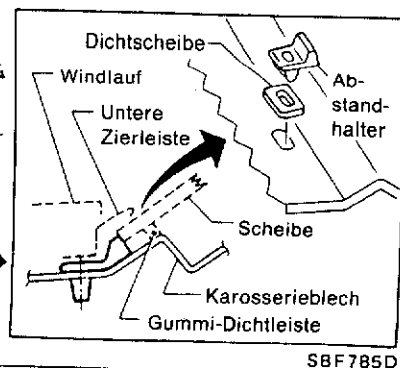 Dichtscheibe
Windlauf
Ab-
stand-
halter
Untere
Zierleiste
Scheibe
Karosserieblech
Gummi-Dichtleiste
SBF785D